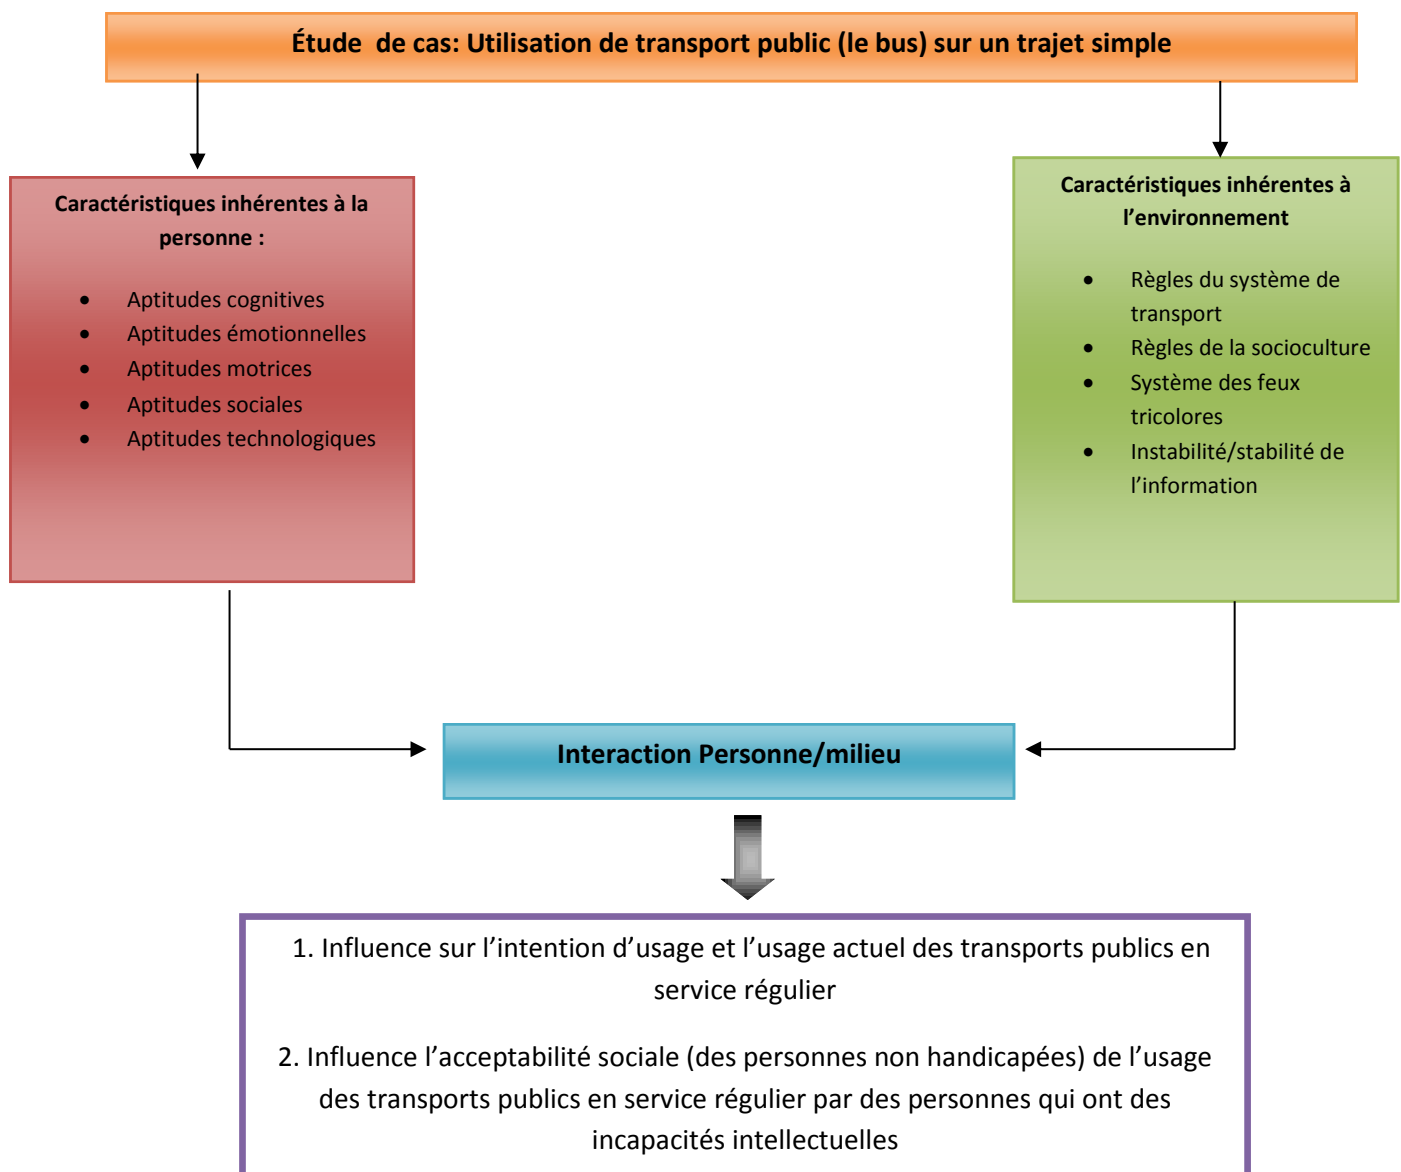 Étude  de cas: Utilisation de transport public (le bus) sur un trajet simple
Caractéristiques inhérentes à la
personne :
• Aptitudes cognitives
• Aptitudes émotionnelles
• Aptitudes motrices
• Aptitudes sociales
• Aptitudes technologiques
Caractéristiques inhérentes à
l’environnement
• Règles du système de
transport
• Règles de la socioculture
• Système des feux
tricolores
• Instabilité/stabilité de
l’information
Interaction Personne/milieu
1. Influence sur l’intention d’usage et l’usage actuel des transports publics en
service régulier
2. Influence l’acceptabilité sociale (des personnes non handicapées) de l’usage
des transports publics en service régulier par des personnes qui ont des
incapacités intellectuelles